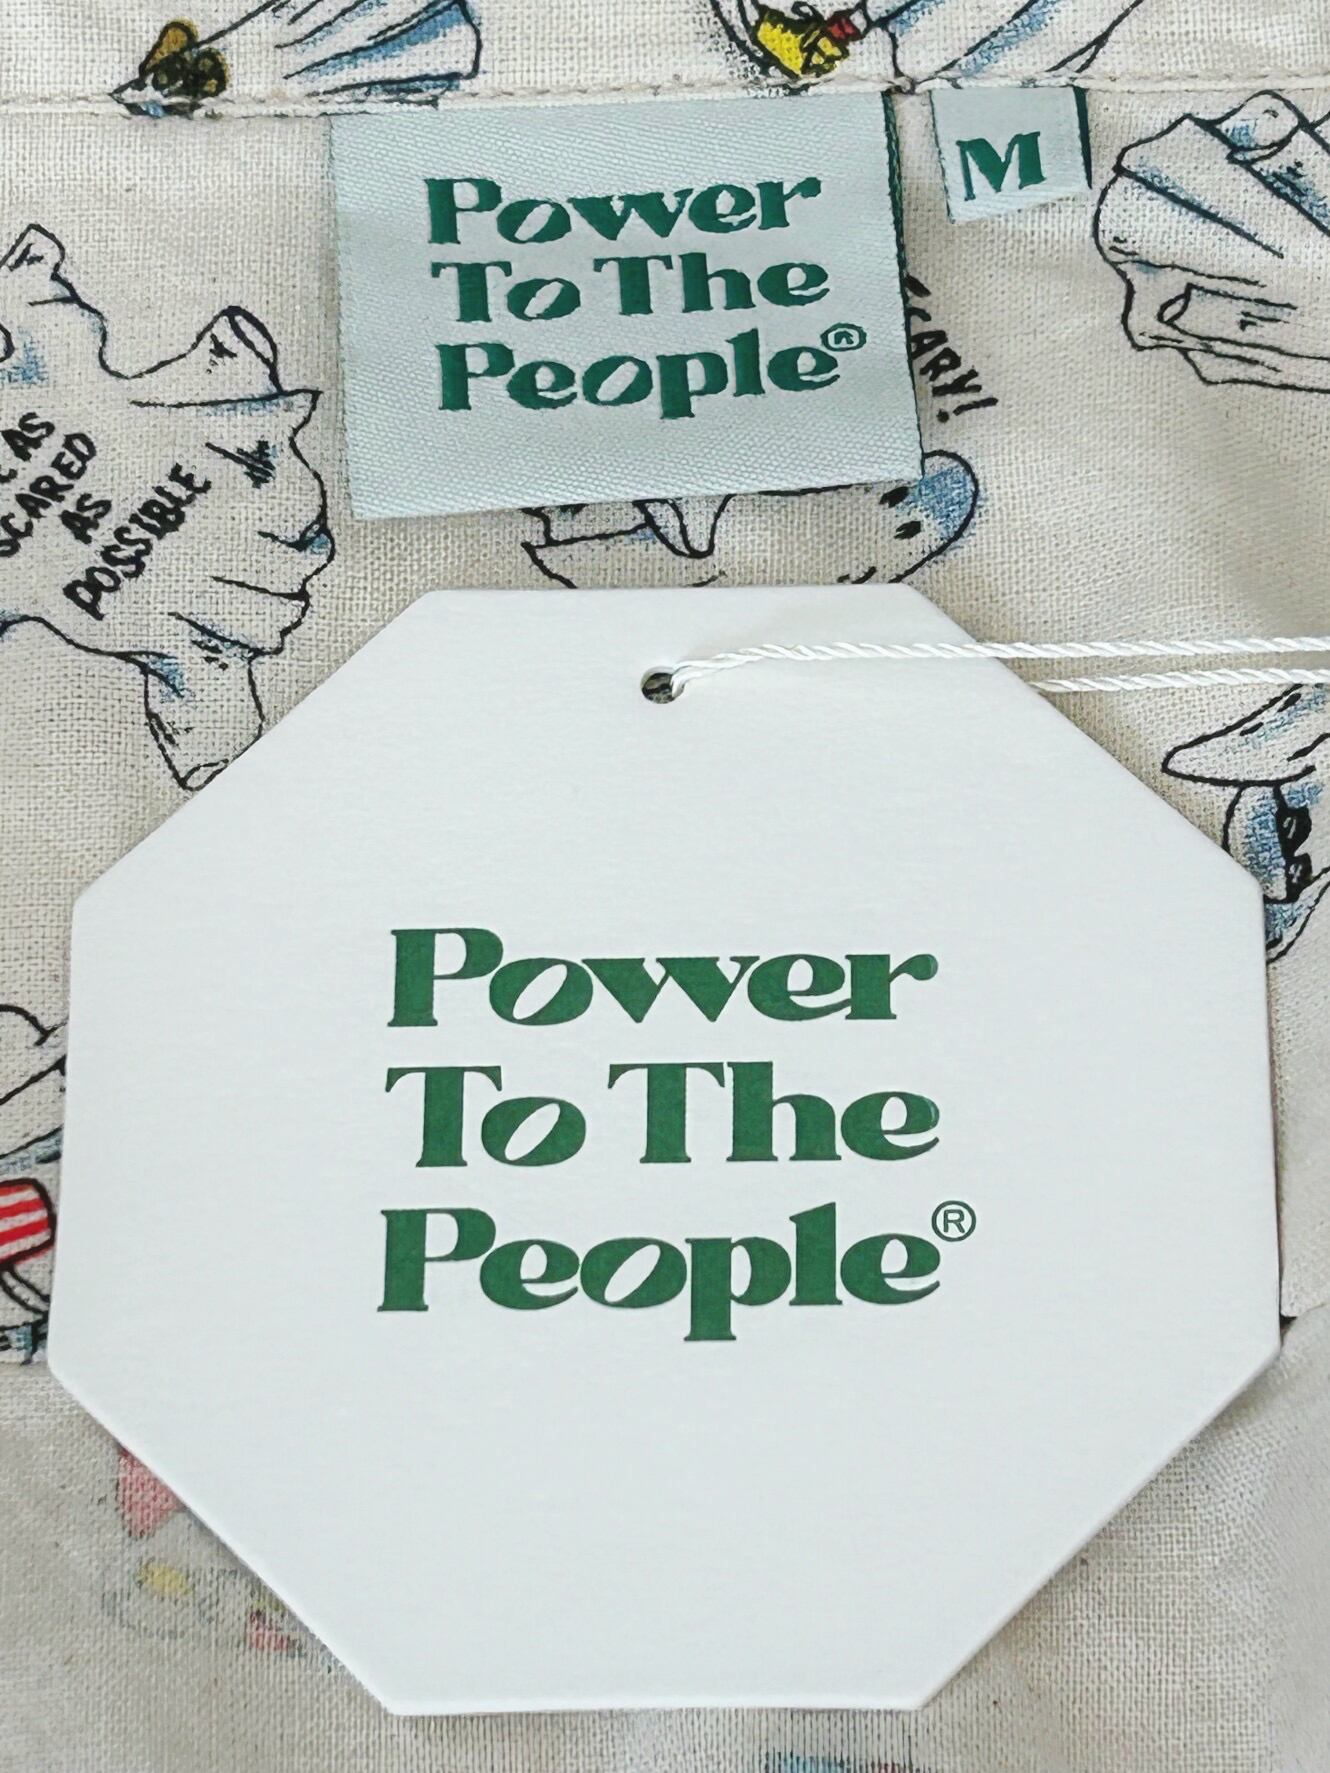 Power
To The
People®
M
CARY!
AS
SCARED
AS
POSSIBLE
Power
To The
People®